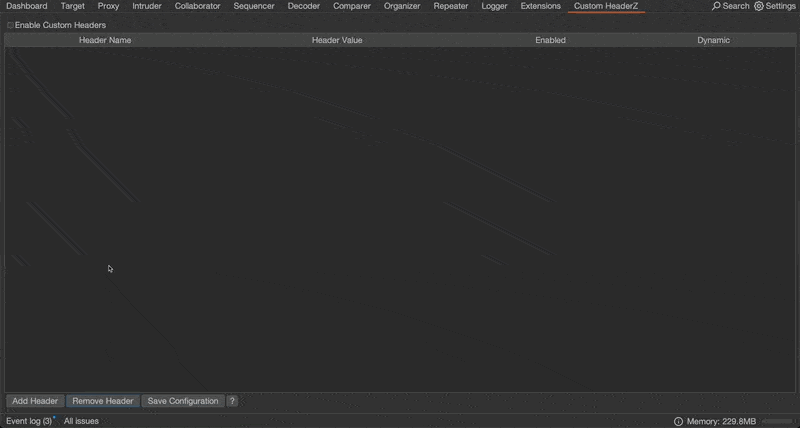 Dashboard Target Proxy Intruder Collaborator Sequencer Decoder Comparer Organizer Repeater Logger Extensions Custom HeaderZ Search Settings
Enable Custom Headers
Header Name Header Value Enabled Dynamic
Add Header Remove Header Save Configuration ?
Event log (3) All issues Memory: 229.8MB